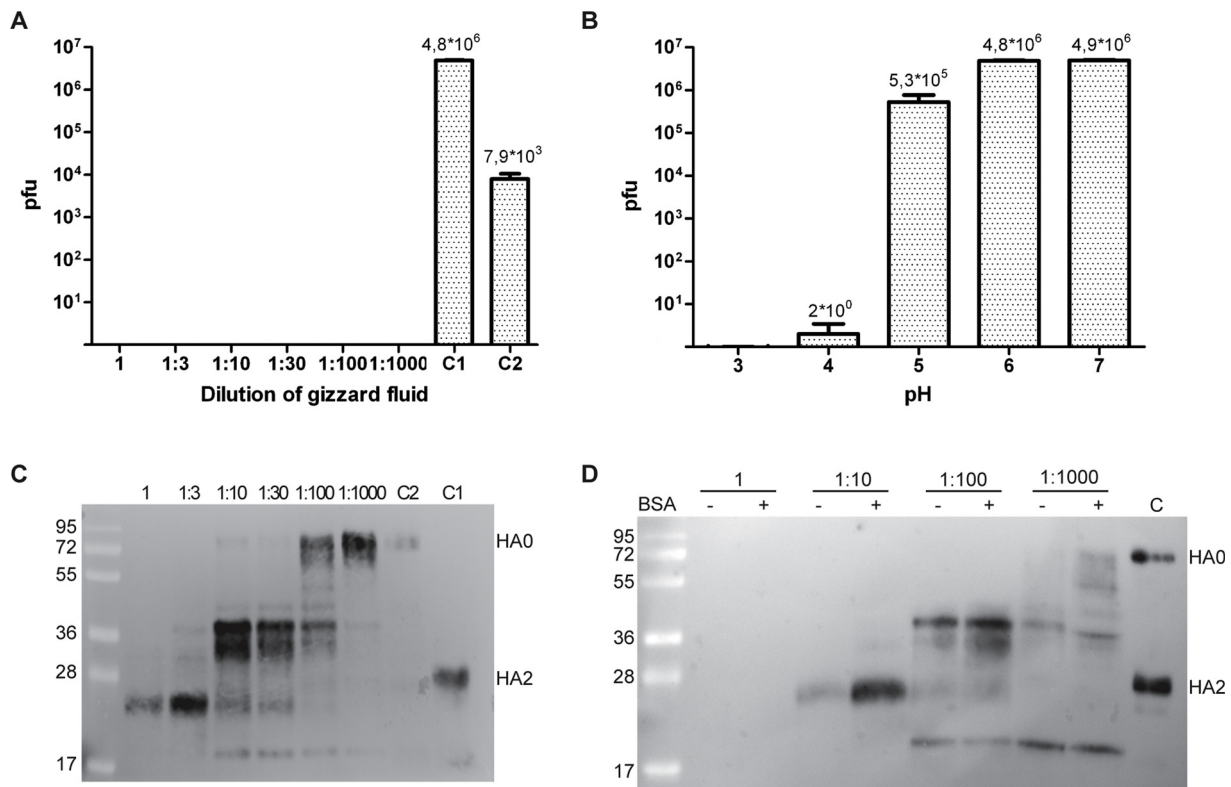 A
pfu
10⁷
10⁶
10⁵
10⁴
10³
10²
10¹
4,8*10⁶
7,9*10³
1 1:3 1:10 1:30 1:100 1:1000 C1 C2
Dilution of gizzard fluid
B
pfu
10⁷
10⁶
10⁵
10⁴
10³
10²
10¹
2*10⁰
5,3*10⁵
4,8*10⁶
4,9*10⁶
3 4 5 6 7
pH
C
1 1:3 1:10 1:30 1:100 1:1000 C2 C1
95
72
55
36
28
17
HA0
HA2
D
1 1:10 1:100 1:1000
BSA - + - + - + - + C
95
72
55
36
28
17
HA0
HA2